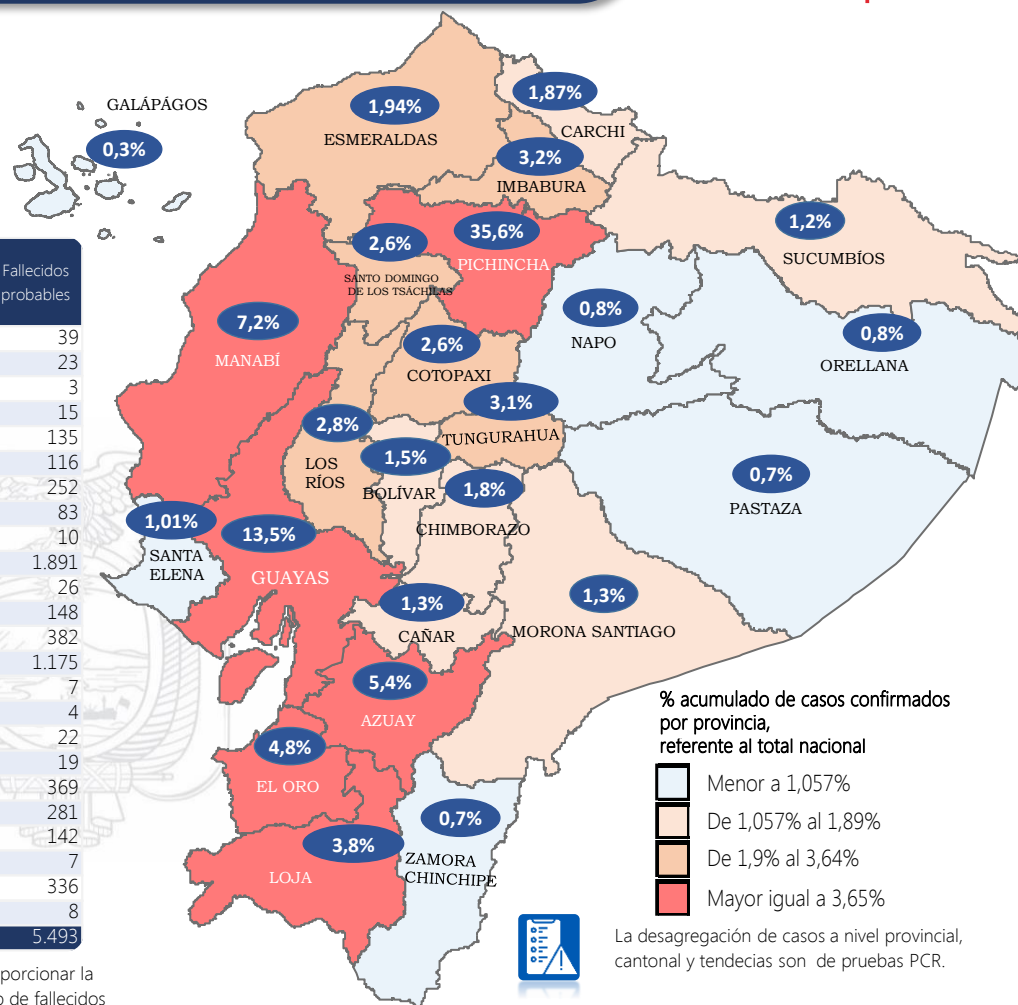 GALÁPÁGOS
0,3%
1,94%
ESMERALDAS
1,87%
CARCHI
3,2%
IMBABURA
1,2%
SUCUMBÍOS
2,6%
SANTO DOMINGO
DE LOS TSÁCHILAS
35,6%
PICHINCHA
0,8%
NAPO
0,8%
ORELLANA
7,2%
MANABÍ
2,6%
COTOPAXI
3,1%
TUNGURAHUA
2,8%
LOS
RÍOS
1,5%
BOLÍVAR
1,8%
CHIMBORAZO
0,7%
PASTAZA
1,01%
SANTA
ELENA
13,5%
GUAYAS
1,3%
CAÑAR
1,3%
MORONA SANTIAGO
5,4%
AZUAY
4,8%
EL ORO
3,8%
LOJA
0,7%
ZAMORA
CHINCHIPE
Fallecidos
probables
39
23
3
15
135
116
252
83
10
1.891
26
148
382
1.175
7
4
22
19
369
281
142
7
336
8
5.493
porcionar la
o de fallecidos
% acumulado de casos confirmados
por provincia,
referente al total nacional
Menor a 1,057%
De 1,057% al 1,89%
De 1,9% al 3,64%
Mayor igual a 3,65%
La desagregación de casos a nivel provincial,
cantonal y tendecias son de pruebas PCR.